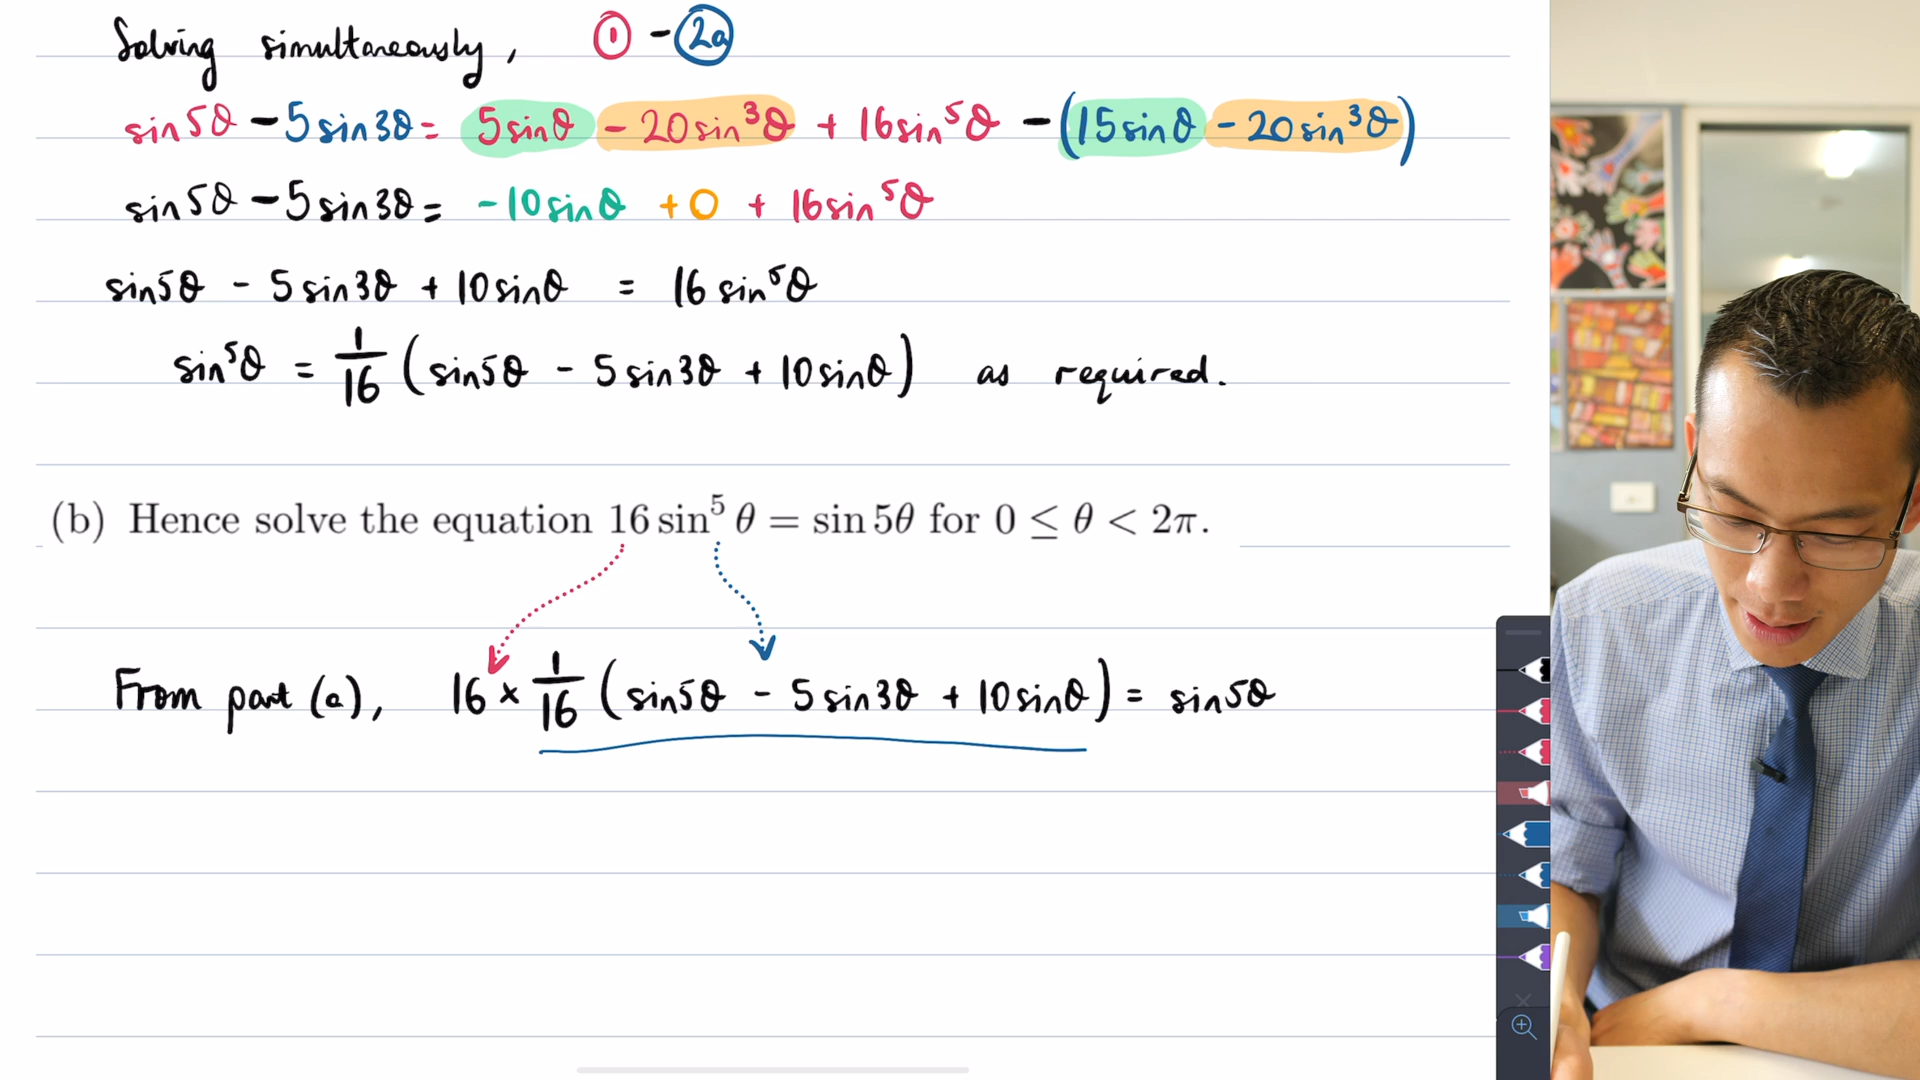 Solving simultaneously, ① - ②a
sin5θ - 5sin3θ = 5sinθ - 20sin³θ + 16sin⁵θ - (15sinθ - 20sin³θ)
sin5θ - 5sin3θ = -10sinθ + 0 + 16sin⁵θ
sin5θ - 5sin3θ + 10sinθ = 16sin⁵θ
sin⁵θ = 1/16 (sin5θ - 5sin3θ + 10sinθ) as required.
(b) Hence solve the equation 16 sin⁵ θ = sin 5θ for 0 ≤ θ < 2π.
From part (a), 16 × 1/16 (sin5θ - 5sin3θ + 10sinθ) = sin5θ